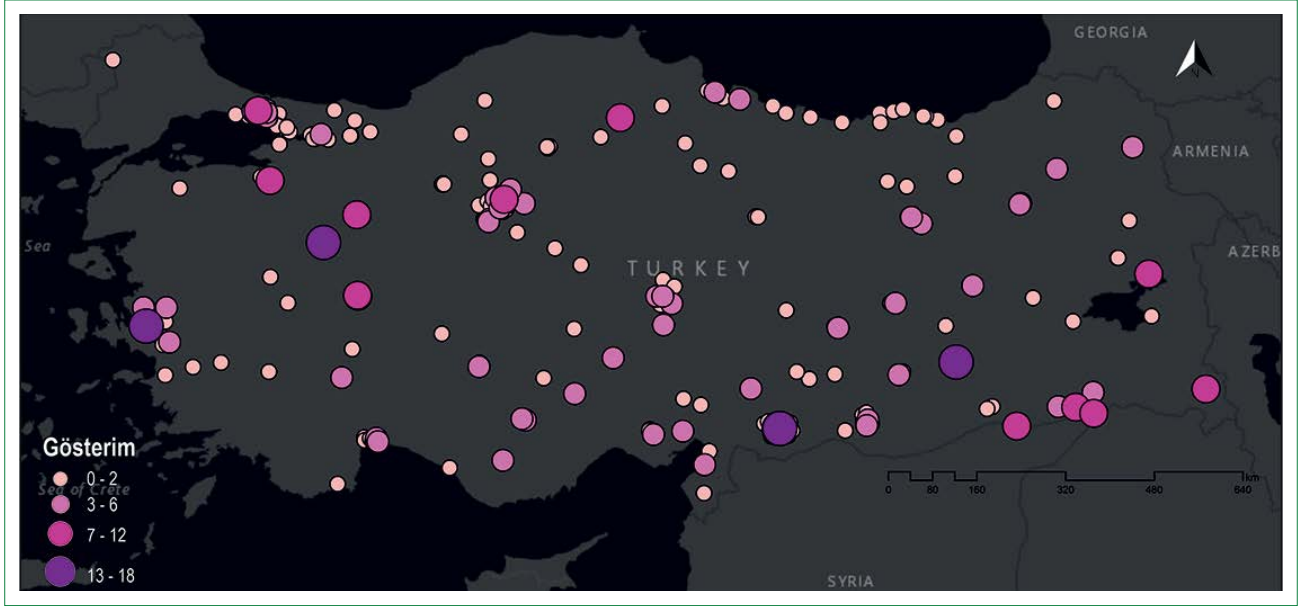 GEORGIA
N
ARMENIA
Sea
AZERB
TURKEY
Gösterim
0 - 2
Sea of Crete
3 - 6
7 - 12
13 - 18
0 80 160 320 480 640 km
SYRIA